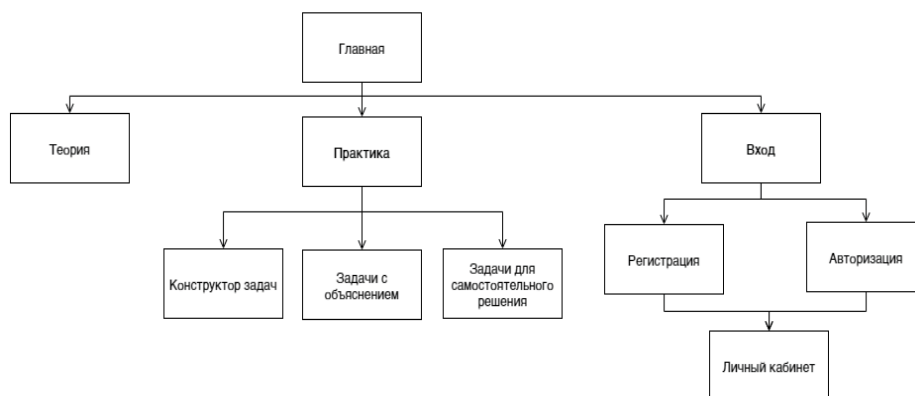 Главная
Теория
Практика
Вход
Конструктор задач
Задачи с
объяснением
Задачи для
самостоятельного
решения
Регистрация
Авторизация
Личный кабинет